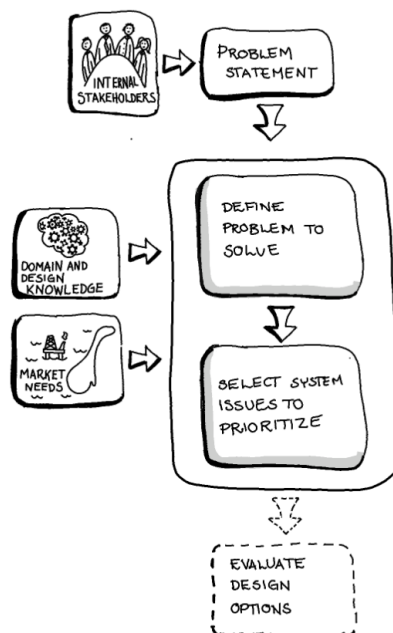 INTERNAL
STAKEHOLDERS
PROBLEM
STATEMENT
DEFINE
PROBLEM TO
SOLVE
DOMAIN AND
DESIGN
KNOWLEDGE
MARKET
NEEDS
SELECT SYSTEM
ISSUES TO
PRIORITIZE
EVALUATE
DESIGN
OPTIONS